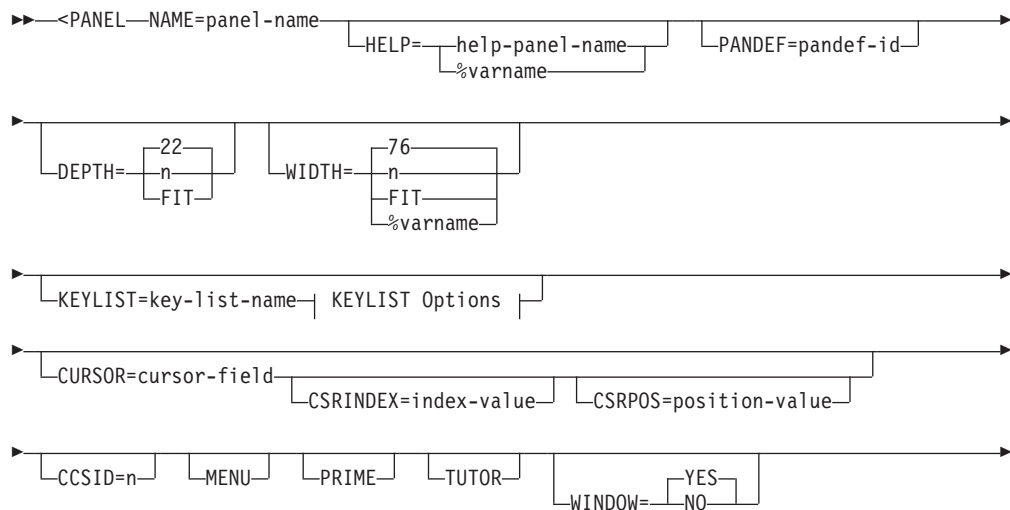 <PANEL NAME=panel-name
HELP= help-panel-name PANDEF=pandef-id
%varname
22 76
DEPTH= n WIDTH= n
FIT FIT
%varname
KEYLIST=key-list-name KEYLIST Options
CURSOR=cursor-field
CSRINDEX=index-value CSRPOS=position-value
YES
CCSID=n MENU PRIME TUTOR WINDOW= NO